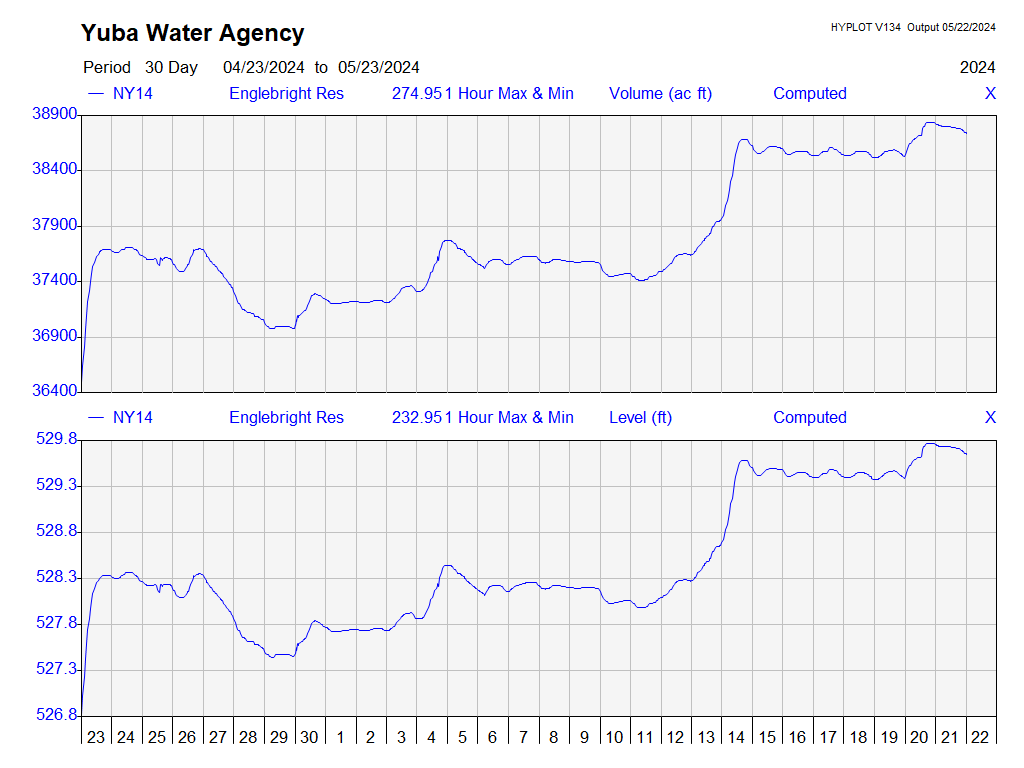 Yuba Water Agency
HYPLOT V134 Output 05/22/2024
Period 30 Day 04/23/2024 to 05/23/2024 2024
— NY14 Englebright Res 274.951 Hour Max & Min Volume (ac ft) Computed X
38900
38400
37900
37400
36900
36400
— NY14 Englebright Res 232.951 Hour Max & Min Level (ft) Computed X
529.8
529.3
528.8
528.3
527.8
527.3
526.8
23 24 25 26 27 28 29 30 1 2 3 4 5 6 7 8 9 10 11 12 13 14 15 16 17 18 19 20 21 22